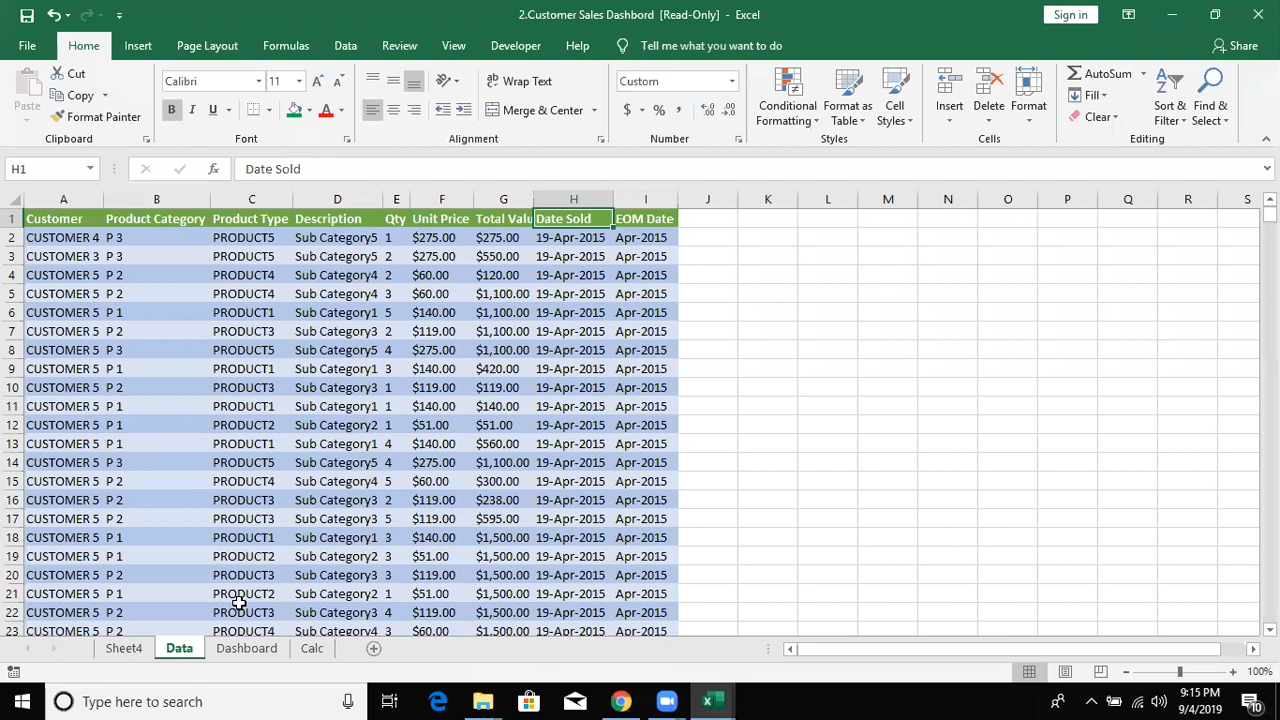 2.Customer Sales Dashbord [Read-Only] - Excel
Sign in
File Home Insert Page Layout Formulas Data Review View Developer Help Tell me what you want to do Share
Paste
Cut
Copy
Format Painter
Clipboard
Calibri 11
B I U
Font
Wrap Text
Merge & Center
Alignment
Custom
$ % ,
Number
Conditional Formatting
Format as Table
Cell Styles
Styles
Insert
Delete
Format
Cells
AutoSum
Fill
Clear
Sort & Filter
Find & Select
Editing
H1 fx Date Sold
A B C D E F G H I J K L M N O P Q R S
1 Customer Product Category Product Type Description Qty Unit Price Total Valu Date Sold EOM Date
2 CUSTOMER 4 P 3 PRODUCT5 Sub Category5 1 $275.00 $275.00 19-Apr-2015 Apr-2015
3 CUSTOMER 3 P 3 PRODUCT5 Sub Category5 2 $275.00 $550.00 19-Apr-2015 Apr-2015
4 CUSTOMER 5 P 2 PRODUCT4 Sub Category4 2 $60.00 $120.00 19-Apr-2015 Apr-2015
5 CUSTOMER 5 P 2 PRODUCT4 Sub Category4 3 $60.00 $1,100.00 19-Apr-2015 Apr-2015
6 CUSTOMER 5 P 1 PRODUCT1 Sub Category1 5 $140.00 $1,100.00 19-Apr-2015 Apr-2015
7 CUSTOMER 5 P 2 PRODUCT3 Sub Category3 2 $119.00 $1,100.00 19-Apr-2015 Apr-2015
8 CUSTOMER 5 P 3 PRODUCT5 Sub Category5 4 $275.00 $1,100.00 19-Apr-2015 Apr-2015
9 CUSTOMER 5 P 1 PRODUCT1 Sub Category1 3 $140.00 $420.00 19-Apr-2015 Apr-2015
10 CUSTOMER 5 P 2 PRODUCT3 Sub Category3 1 $119.00 $119.00 19-Apr-2015 Apr-2015
11 CUSTOMER 5 P 1 PRODUCT1 Sub Category1 1 $140.00 $140.00 19-Apr-2015 Apr-2015
12 CUSTOMER 5 P 1 PRODUCT2 Sub Category2 1 $51.00 $51.00 19-Apr-2015 Apr-2015
13 CUSTOMER 5 P 1 PRODUCT1 Sub Category1 4 $140.00 $560.00 19-Apr-2015 Apr-2015
14 CUSTOMER 5 P 3 PRODUCT5 Sub Category5 4 $275.00 $1,100.00 19-Apr-2015 Apr-2015
15 CUSTOMER 5 P 2 PRODUCT4 Sub Category4 5 $60.00 $300.00 19-Apr-2015 Apr-2015
16 CUSTOMER 5 P 2 PRODUCT3 Sub Category3 2 $119.00 $238.00 19-Apr-2015 Apr-2015
17 CUSTOMER 5 P 2 PRODUCT3 Sub Category3 5 $119.00 $595.00 19-Apr-2015 Apr-2015
18 CUSTOMER 5 P 1 PRODUCT1 Sub Category1 3 $140.00 $1,500.00 19-Apr-2015 Apr-2015
19 CUSTOMER 5 P 1 PRODUCT2 Sub Category2 3 $51.00 $1,500.00 19-Apr-2015 Apr-2015
20 CUSTOMER 5 P 2 PRODUCT3 Sub Category3 3 $119.00 $1,500.00 19-Apr-2015 Apr-2015
21 CUSTOMER 5 P 1 PRODUCT2 Sub Category2 1 $51.00 $1,500.00 19-Apr-2015 Apr-2015
22 CUSTOMER 5 P 2 PRODUCT3 Sub Category3 4 $119.00 $1,500.00 19-Apr-2015 Apr-2015
23 CUSTOMER 5 P 2 PRODUCT4 Sub Category4 3 $60.00 $1,500.00 19-Apr-2015 Apr-2015
Sheet4 Data Dashboard Calc
100%
Type here to search
9:15 PM
9/4/2019
10